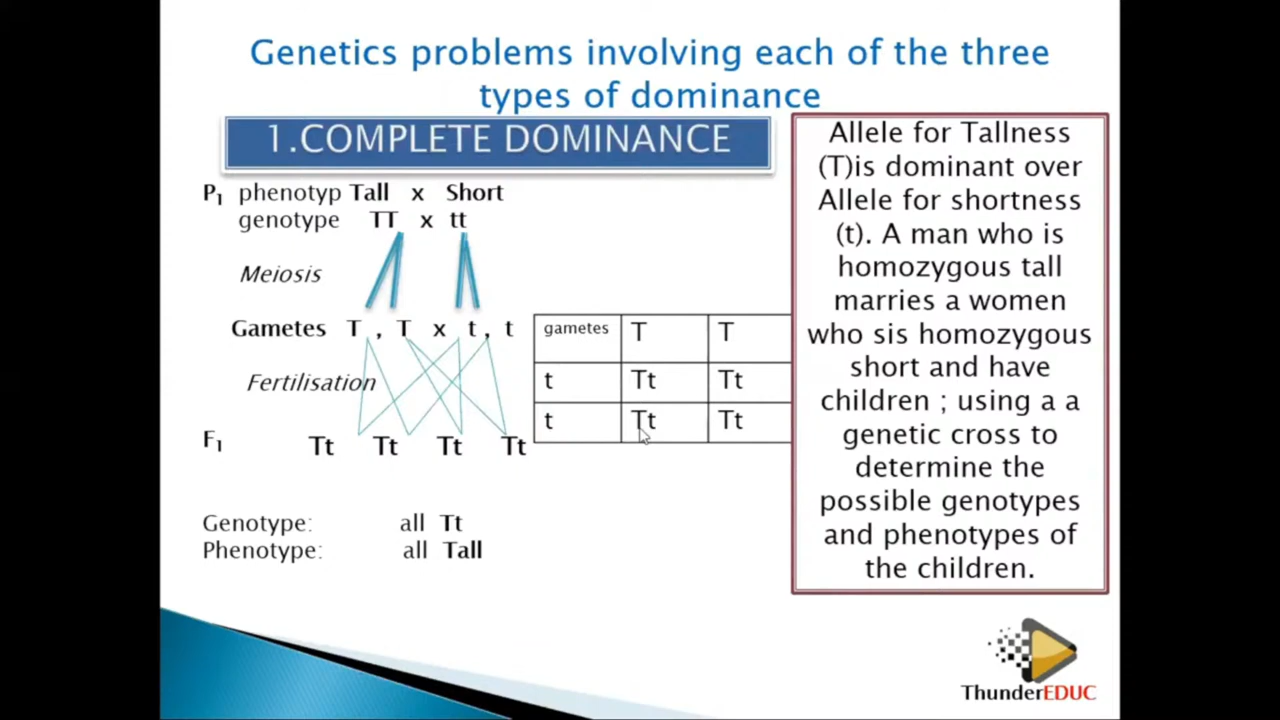 Genetics problems involving each of the three
types of dominance
1.COMPLETE DOMINANCE
P1 phenotyp Tall x Short
genotype TT x tt
Meiosis
Gametes T , T x t , t
Fertilisation
F1 Tt Tt Tt Tt
gametes T T
t Tt Tt
t Tt Tt
Genotype: all Tt
Phenotype: all Tall
Allele for Tallness
(T)is dominant over
Allele for shortness
(t). A man who is
homozygous tall
marries a women
who sis homozygous
short and have
children ; using a a
genetic cross to
determine the
possible genotypes
and phenotypes of
the children.
ThunderEDUC